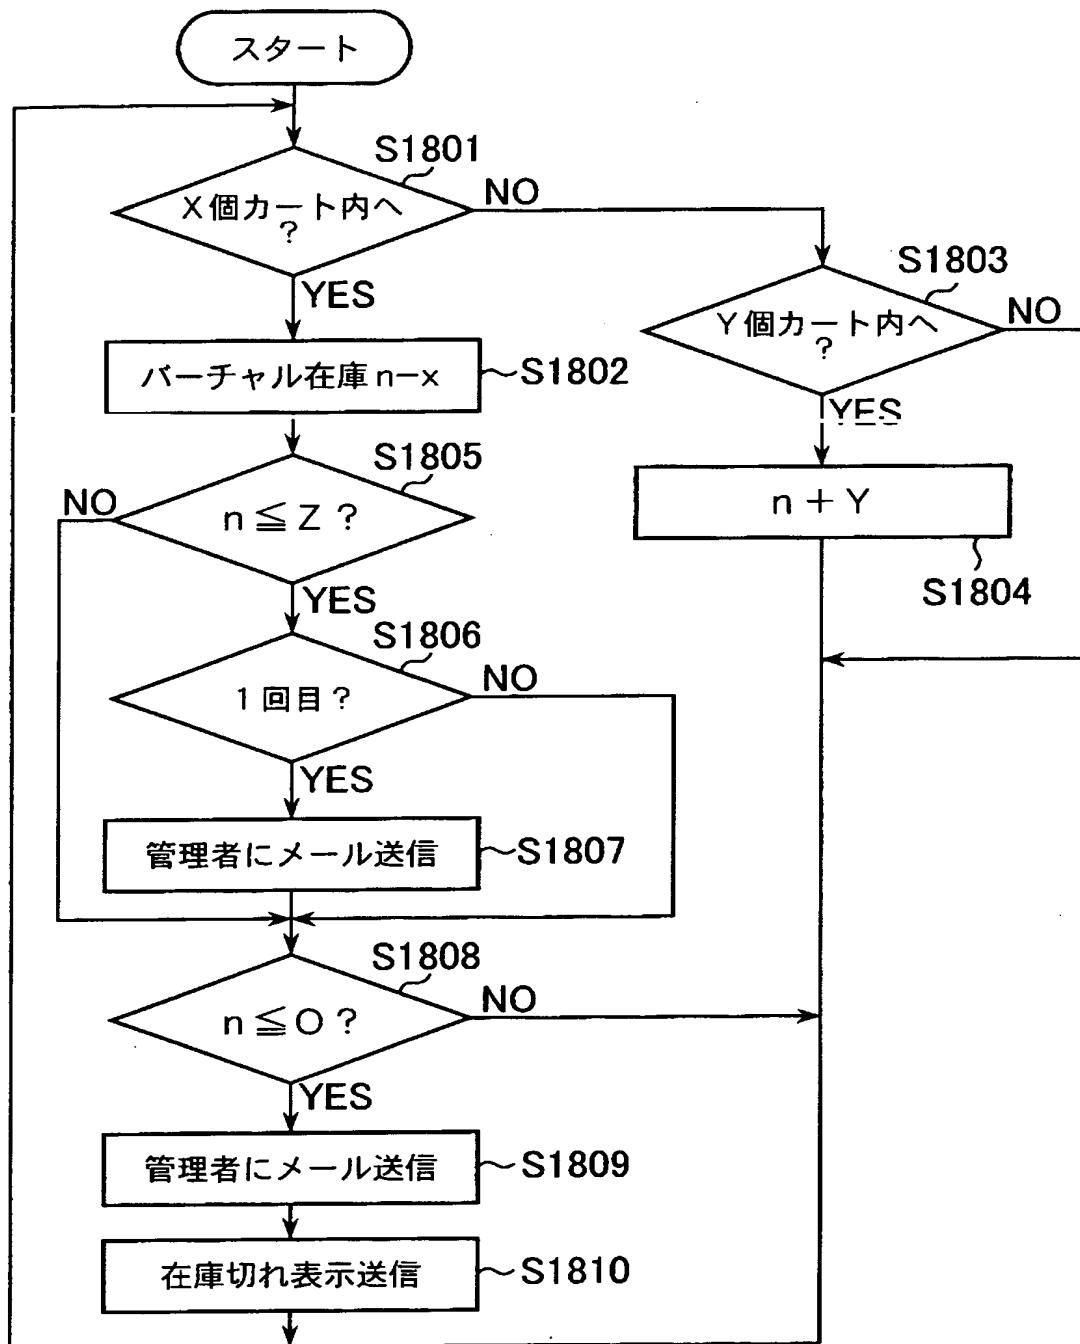 スタート
S1801
X個カート内へ
?
NO
YES
S1803
Y個カート内へ
?
NO
YES
バーチャル在庫n−x
S1802
S1805
NO
n≦Z?
YES
n+Y
S1804
S1806
1回目?
NO
YES
管理者にメール送信
S1807
S1808
n≦O?
NO
YES
管理者にメール送信
S1809
在庫切れ表示送信
S1810